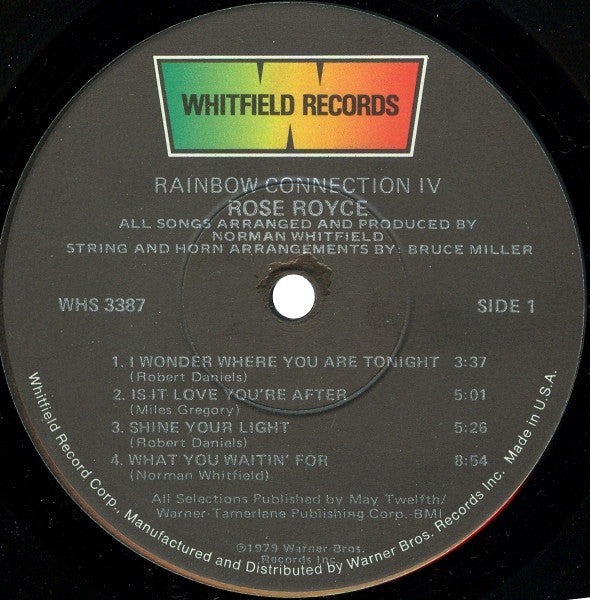 WHITFIELD RECORDS
RAINBOW CONNECTION IV
ROSE ROYCE
ALL SONGS ARRANGED AND PRODUCED BY
NORMAN WHITFIELD
STRING AND HORN ARRANGEMENTS BY: BRUCE MILLER
WHS 3387 SIDE 1
1. I WONDER WHERE YOU ARE TONIGHT 3:37
(Robert Daniels)
2. IS IT LOVE YOU'RE AFTER 5:01
(Miles Gregory)
3. SHINE YOUR LIGHT 5:26
(Robert Daniels)
4. WHAT YOU WAITIN' FOR 8:54
(Norman Whitfield)
All Selections Published by May Twelfth/
Warner-Tamerlane Publishing Corp.-BMI
©1979 Warner Bros.
Records Inc.
Whitfield Record Corp., Manufactured and Distributed by Warner Bros. Records Inc. Made in U.S.A.